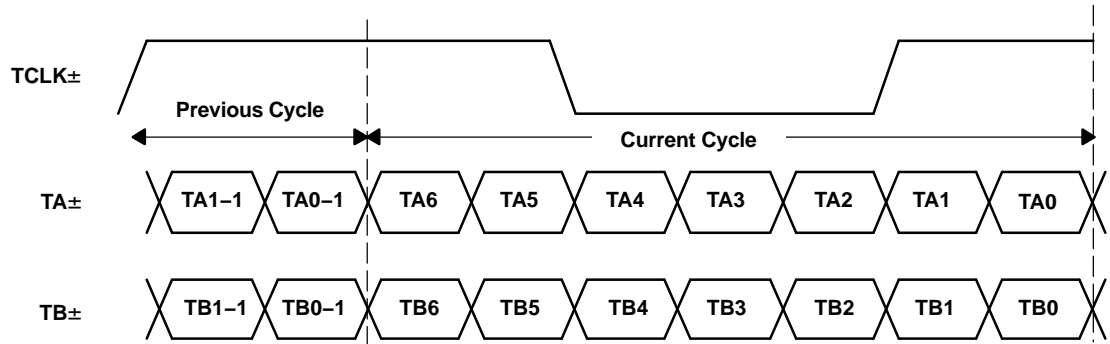 TCLK±
Previous Cycle
Current Cycle
TA± TA1–1 TA0–1 TA6 TA5 TA4 TA3 TA2 TA1 TA0
TB± TB1–1 TB0–1 TB6 TB5 TB4 TB3 TB2 TB1 TB0